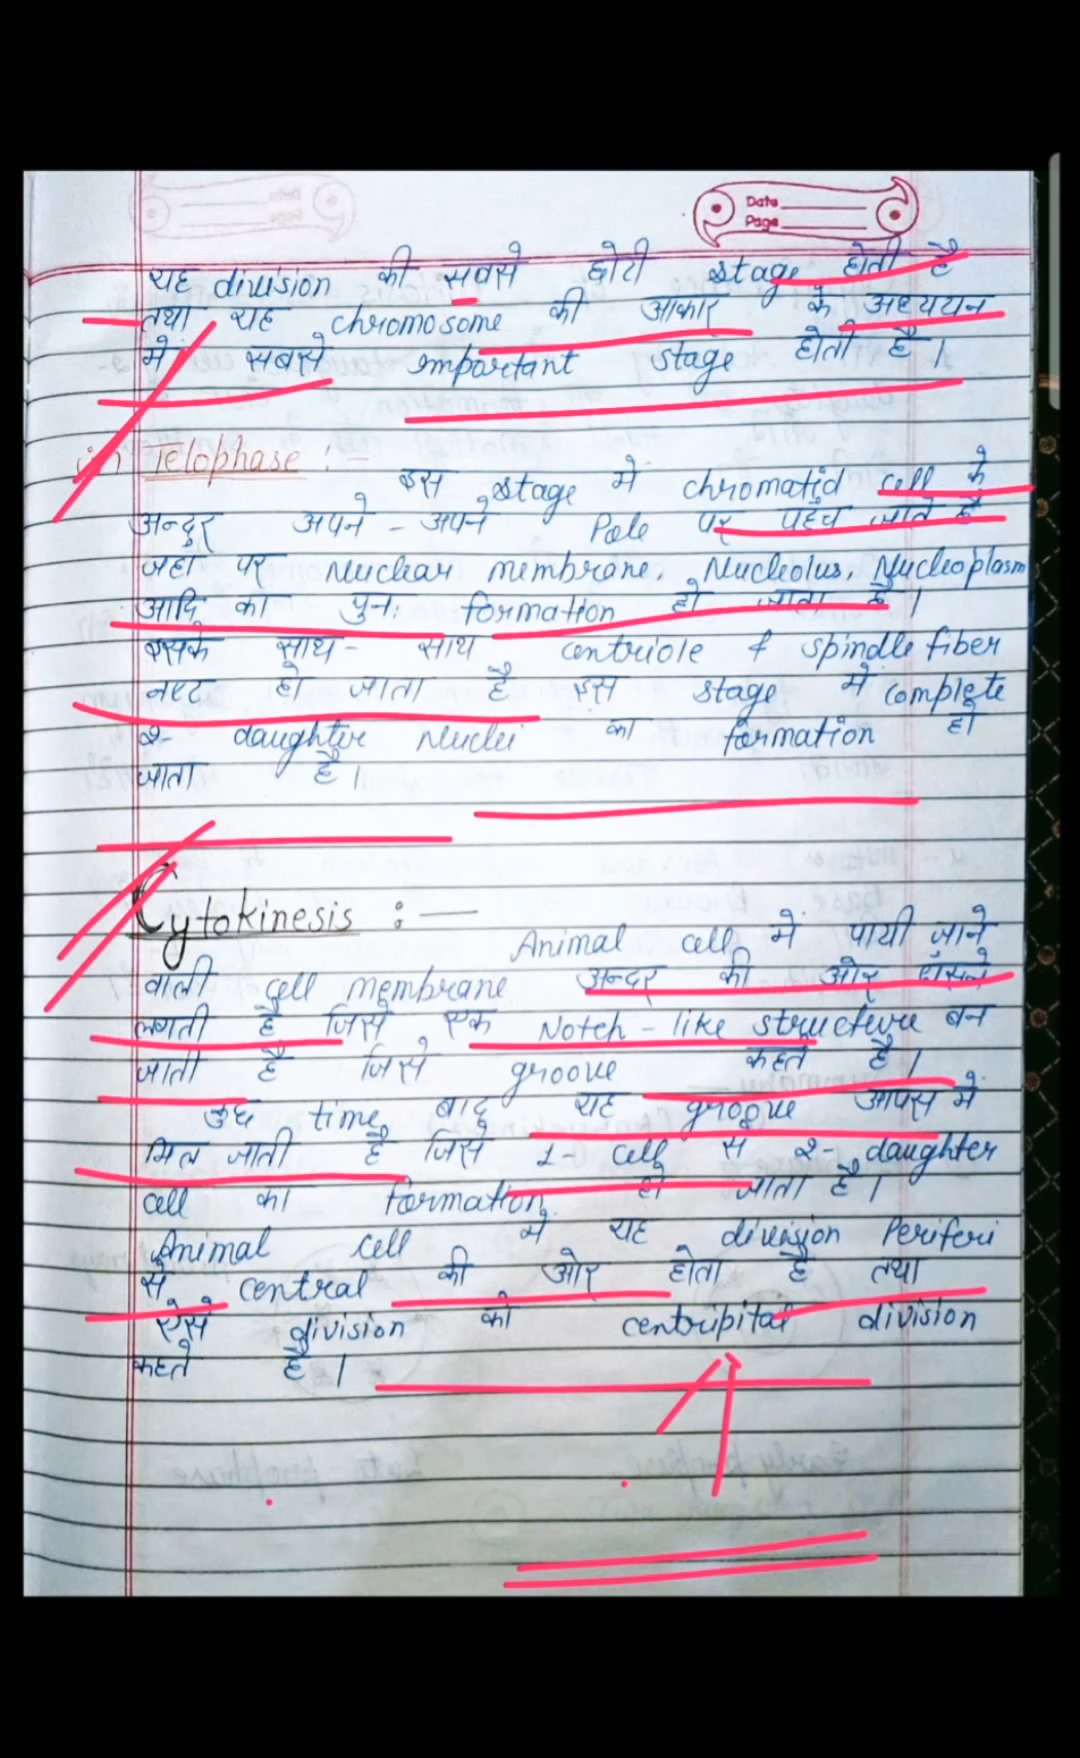 Date
Page
यह division की सबसे छोटी stage होती है
तथा यह chromosome की आकार के अध्ययन
में सबसे important stage होती है।
Telophase :-
इस stage में chromatid cell के
अन्दर अपने - अपने Pole पर पहुँच जाते है
जहां पर Nuclear membrane, Nucleolus, Nucleoplasm
आदि का पुनः formation हो जाता है।
इसके साथ- साथ centriole & spindle fiber
नष्ट हो जाता है इस stage में complete
2- daughter Nuclei का formation हो
जाता है।
Cytokinesis :—
Animal cell में पायी जाने
वाली cell membrane अन्दर की ओर धंसने
लगती है जिसे एक Notch-like structure बन
जाती है जिसे groove कहते है।
कुछ time बाद यह groove आपस में
मिल जाती है जिसे 1- cell से 2- daughter
cell का formation हो जाता है।
Animal cell में यह division Periferi
से central की ओर होता है तथा
ऐसे division को centripital division
कहते है।